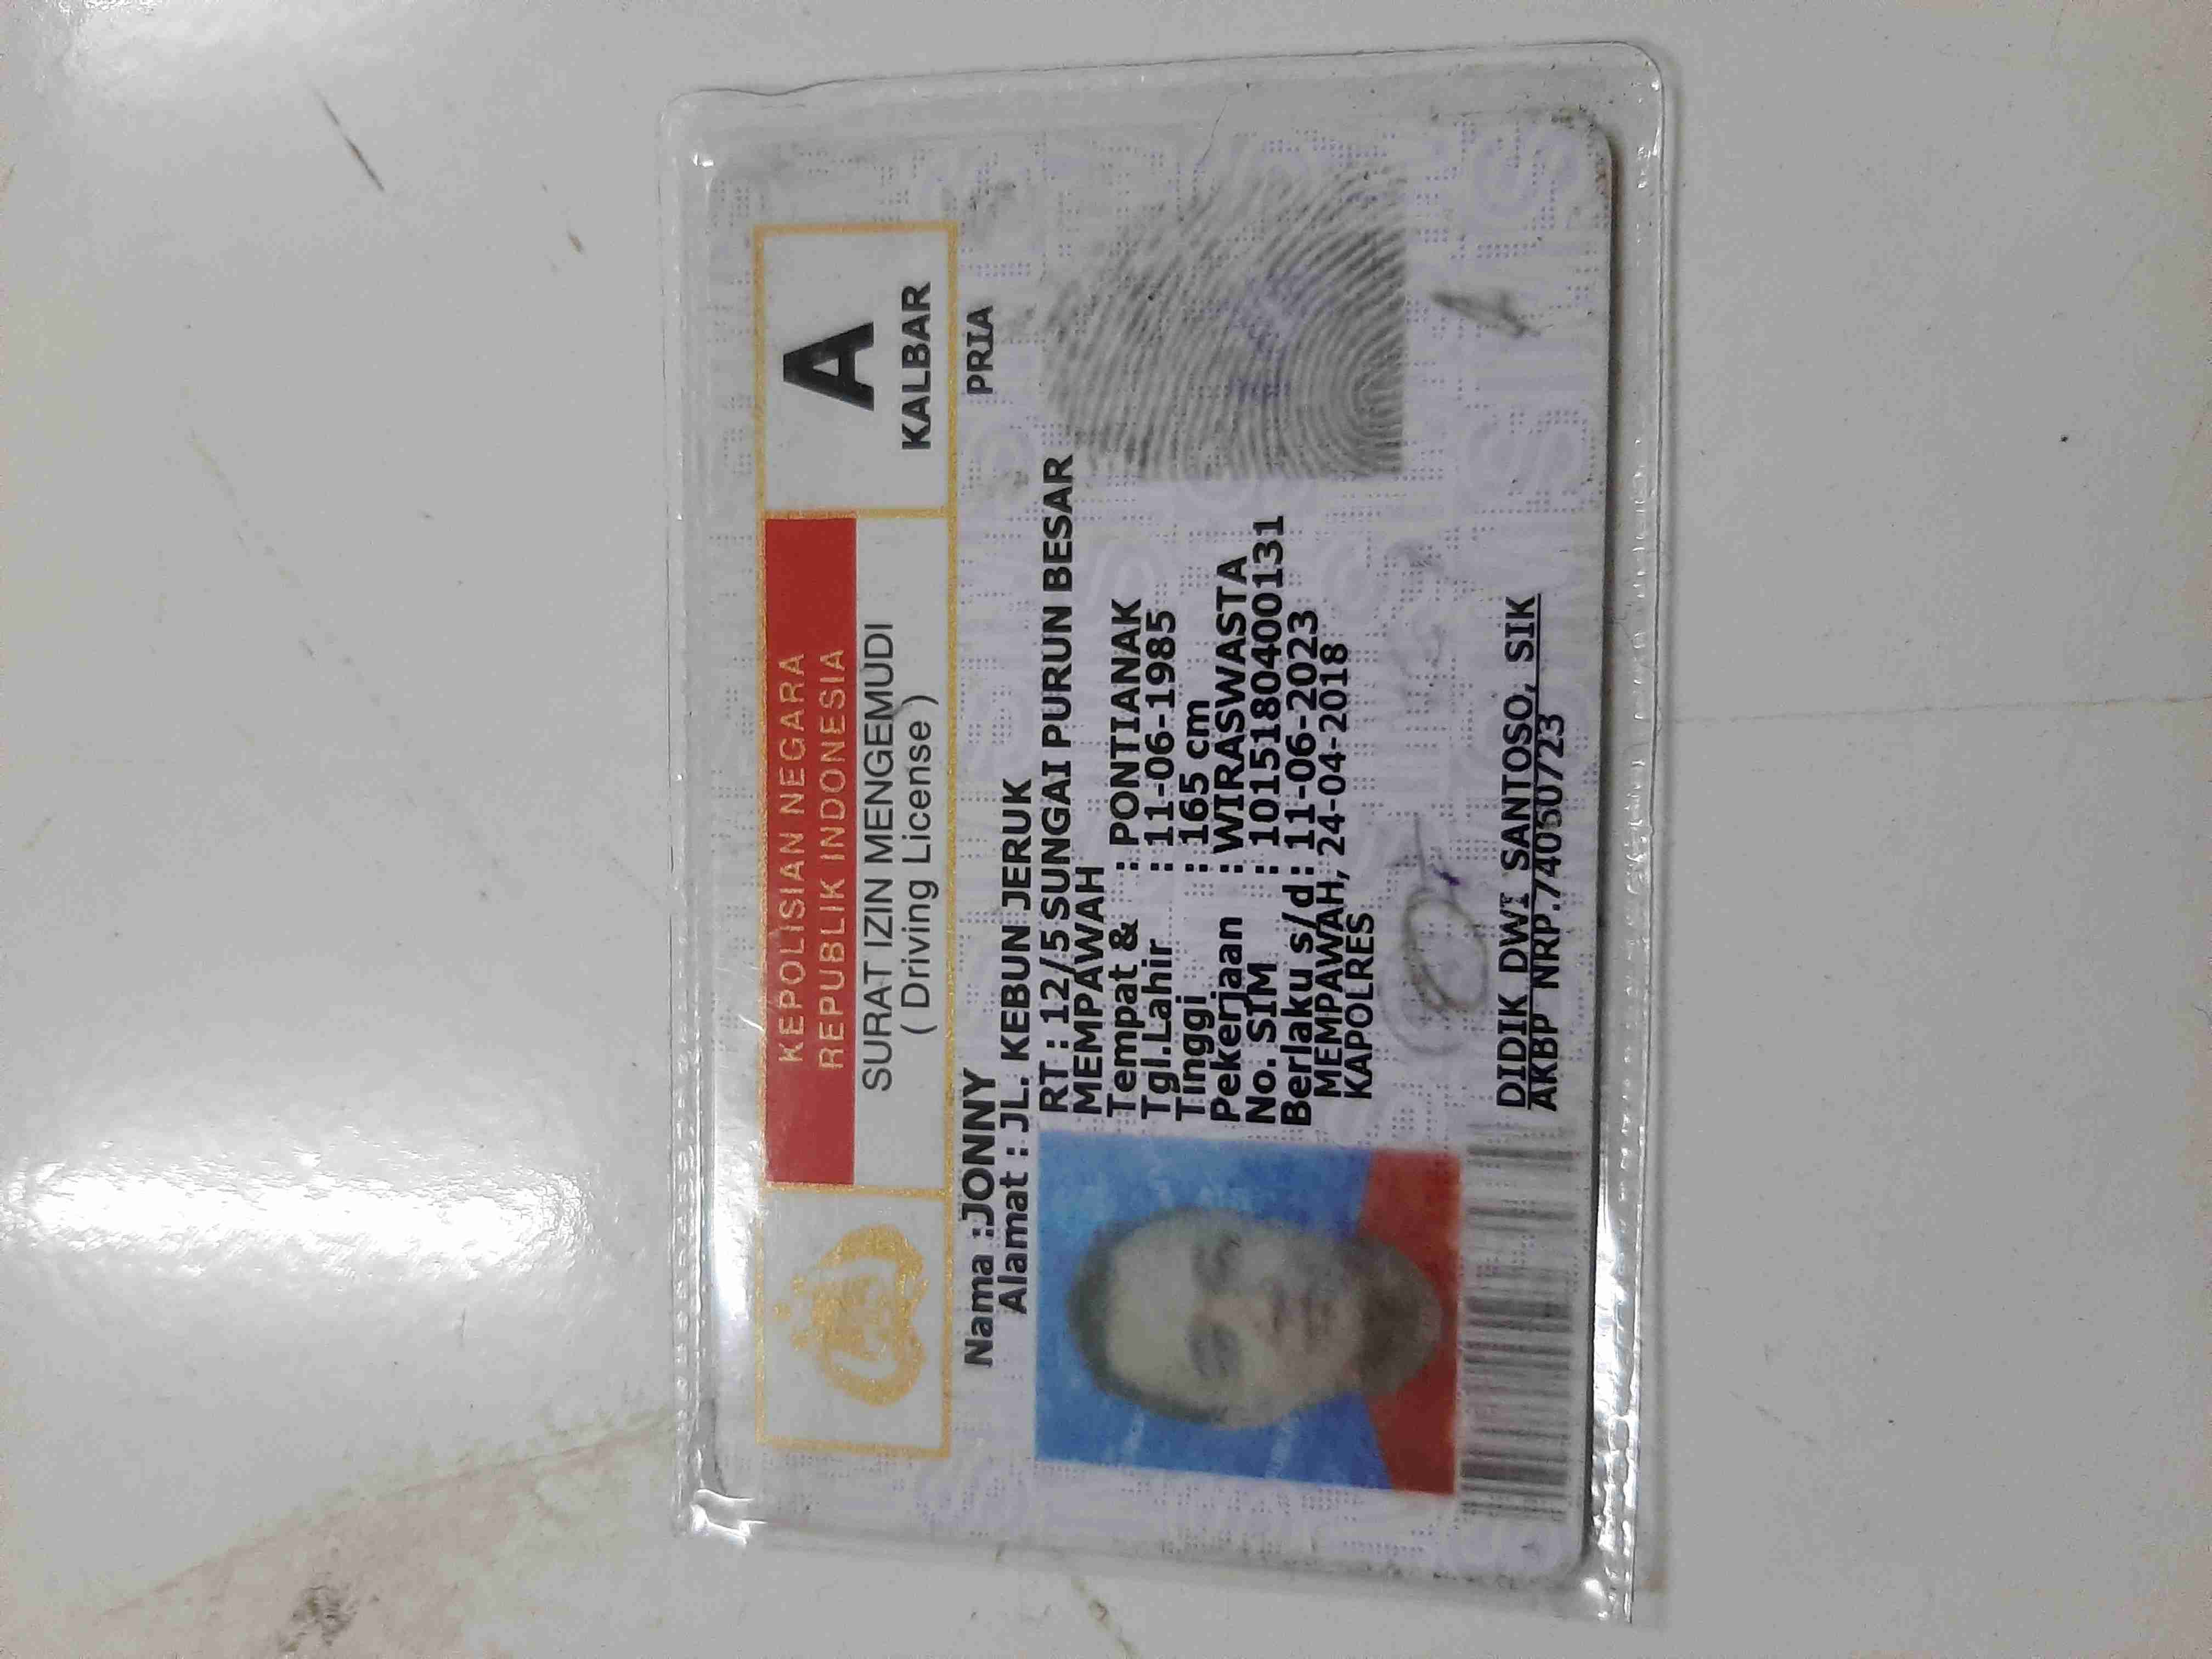 KEPOLISIAN NEGARA
REPUBLIK INDONESIA
SURAT IZIN MENGEMUDI
( Driving License )
A
KALBAR
PRIA
Nama :JONNY
Alamat : JL. KEBUN JERUK
RT : 12/5 SUNGAI PURUN BESAR
MEMPAWAH
Tempat & : PONTIANAK
Tgl.Lahir : 11-06-1985
Tinggi : 165 cm
Pekerjaan : WIRASWASTA
No. SIM : 101518040400131
Berlaku s/d : 11-06-2023
MEMPAWAH, 24-04-2018
KAPOLRES
DIDIK DWI SANTOSO, SIK
AKBP NRP.74050723